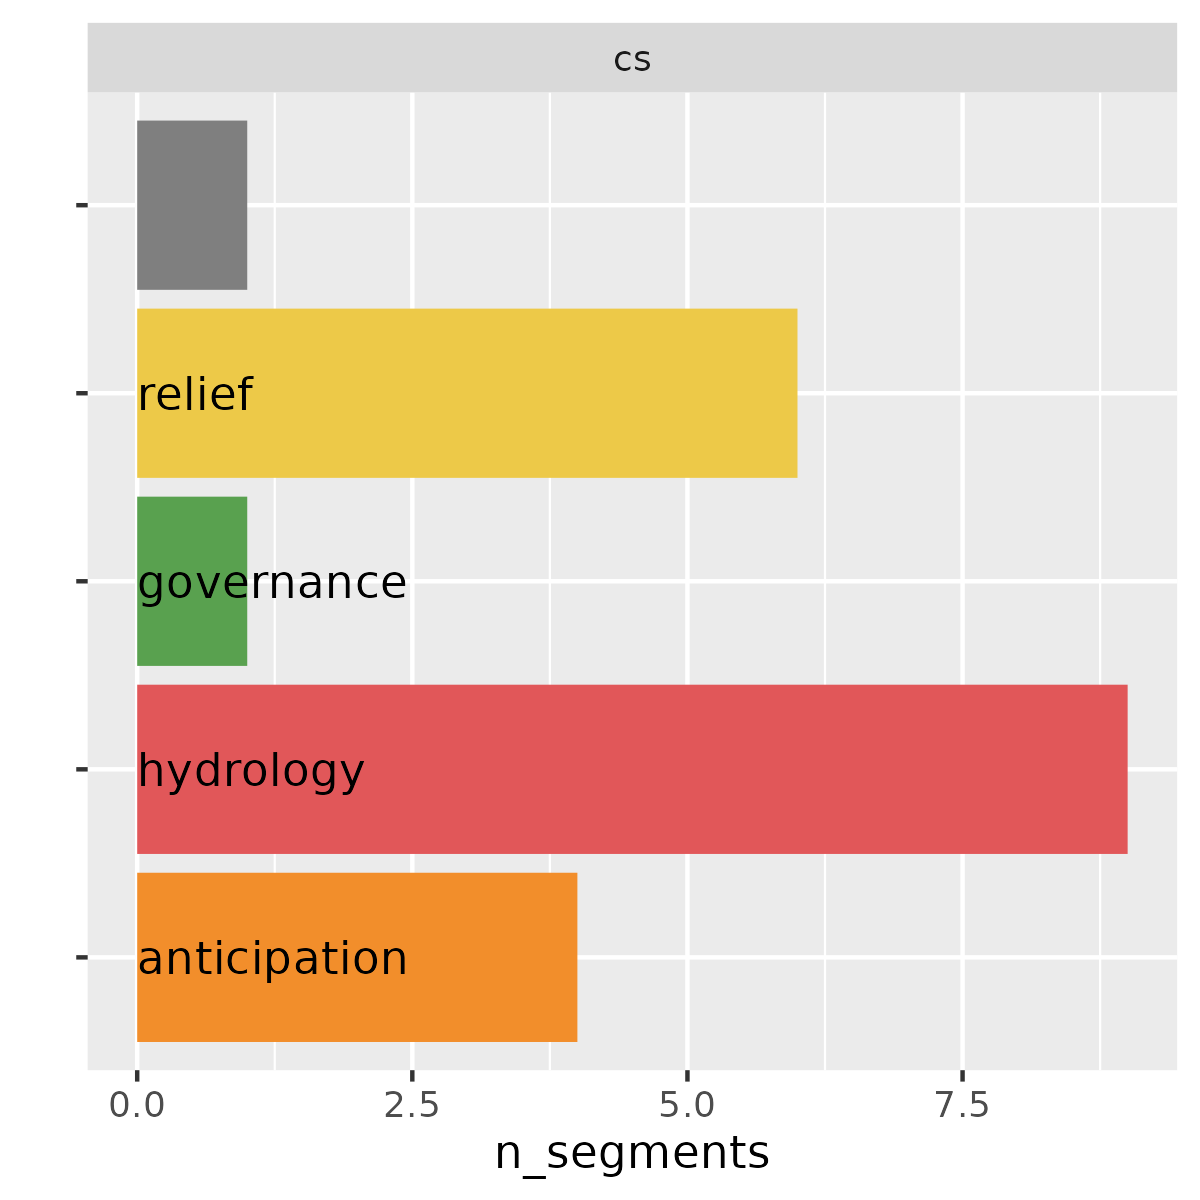 cs
relief
governance
hydrology
anticipation
0.0 2.5 5.0 7.5
n_segments